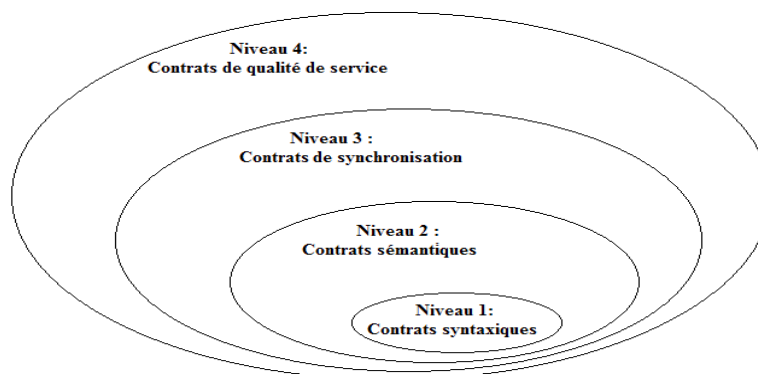 Niveau 4:
Contrats de qualité de service
Niveau 3 :
Contrats de synchronisation
Niveau 2 :
Contrats sémantiques
Niveau 1:
Contrats syntaxiques